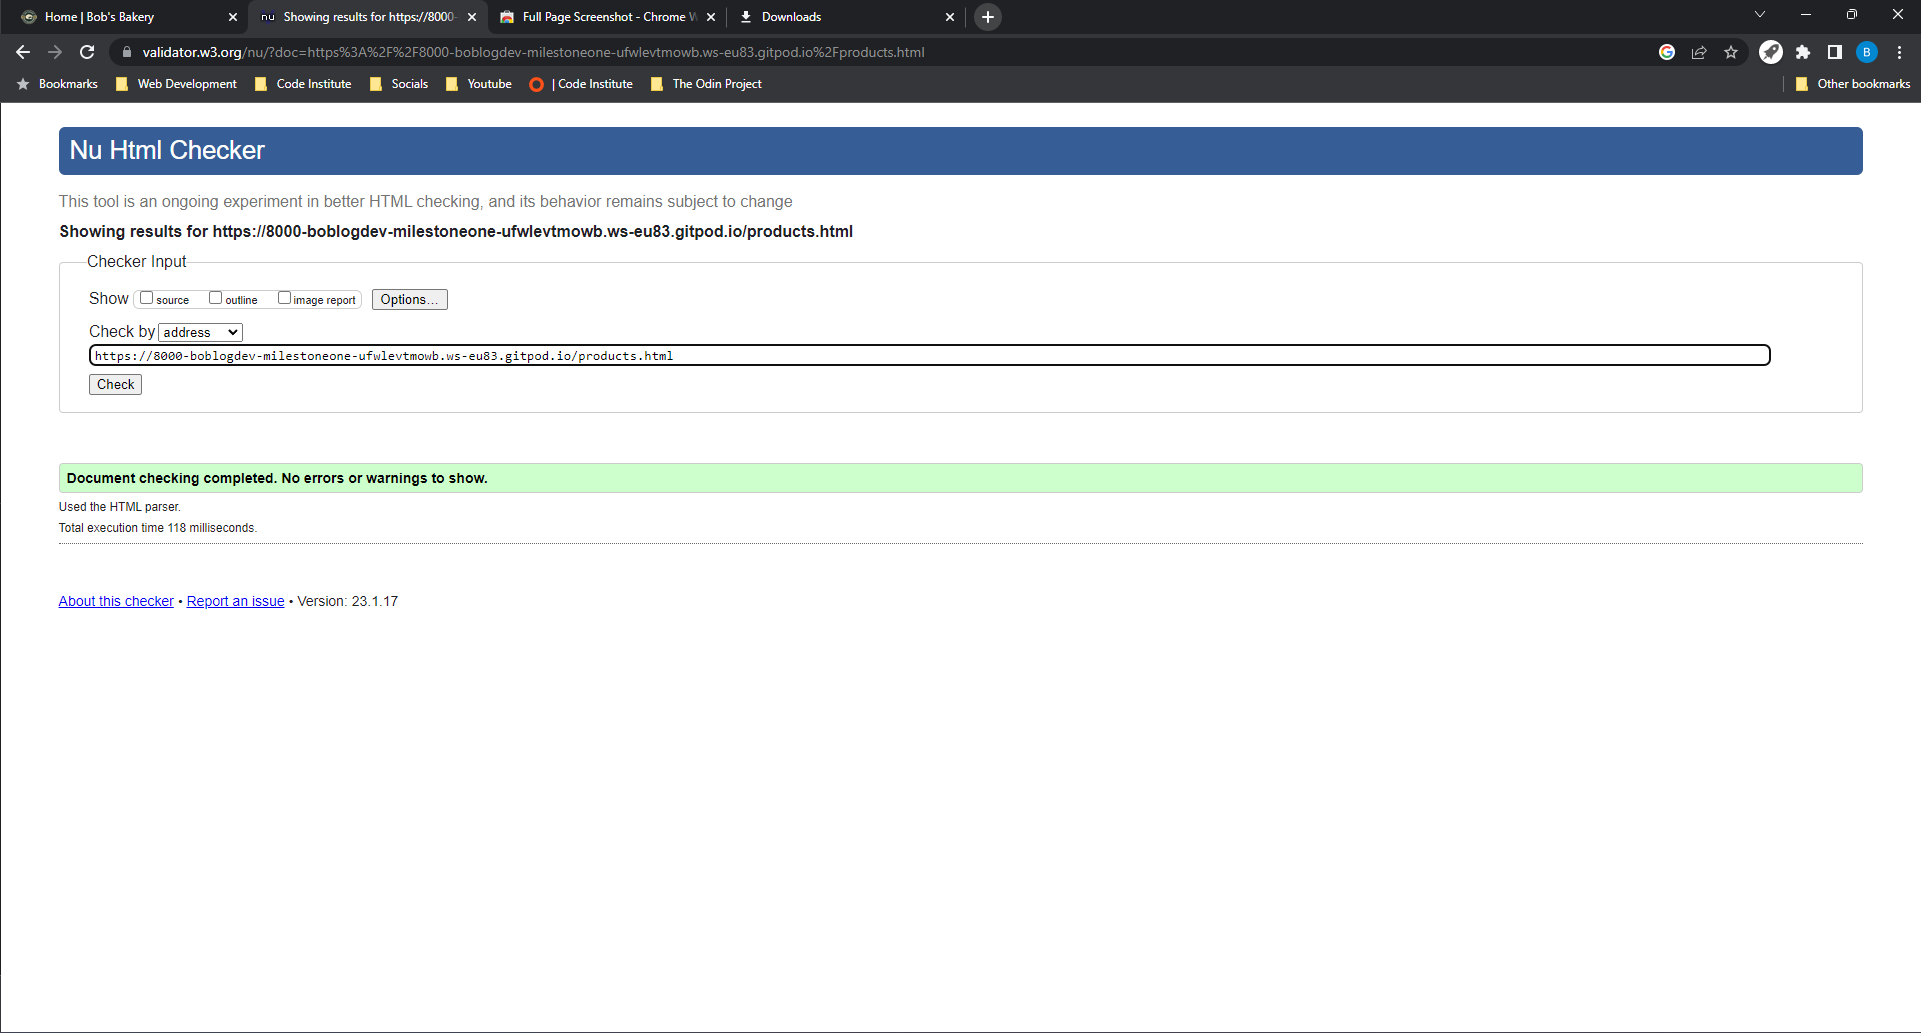 Home | Bob's Bakery
nu Showing results for https://8000-
Full Page Screenshot - Chrome W
Downloads
validator.w3.org/nu/?doc=https%3A%2F%2F8000-boblogdev-milestoneone-ufwlevtmowb.ws-eu83.gitpod.io%2Fproducts.html
B
Bookmarks Web Development Code Institute Socials Youtube | Code Institute The Odin Project Other bookmarks
Nu Html Checker
This tool is an ongoing experiment in better HTML checking, and its behavior remains subject to change
Showing results for https://8000-boblogdev-milestoneone-ufwlevtmowb.ws-eu83.gitpod.io/products.html
Checker Input
Show source outline image report Options...
Check by address
https://8000-boblogdev-milestoneone-ufwlevtmowb.ws-eu83.gitpod.io/products.html
Check
Document checking completed. No errors or warnings to show.
Used the HTML parser.
Total execution time 118 milliseconds.
About this checker • Report an issue • Version: 23.1.17